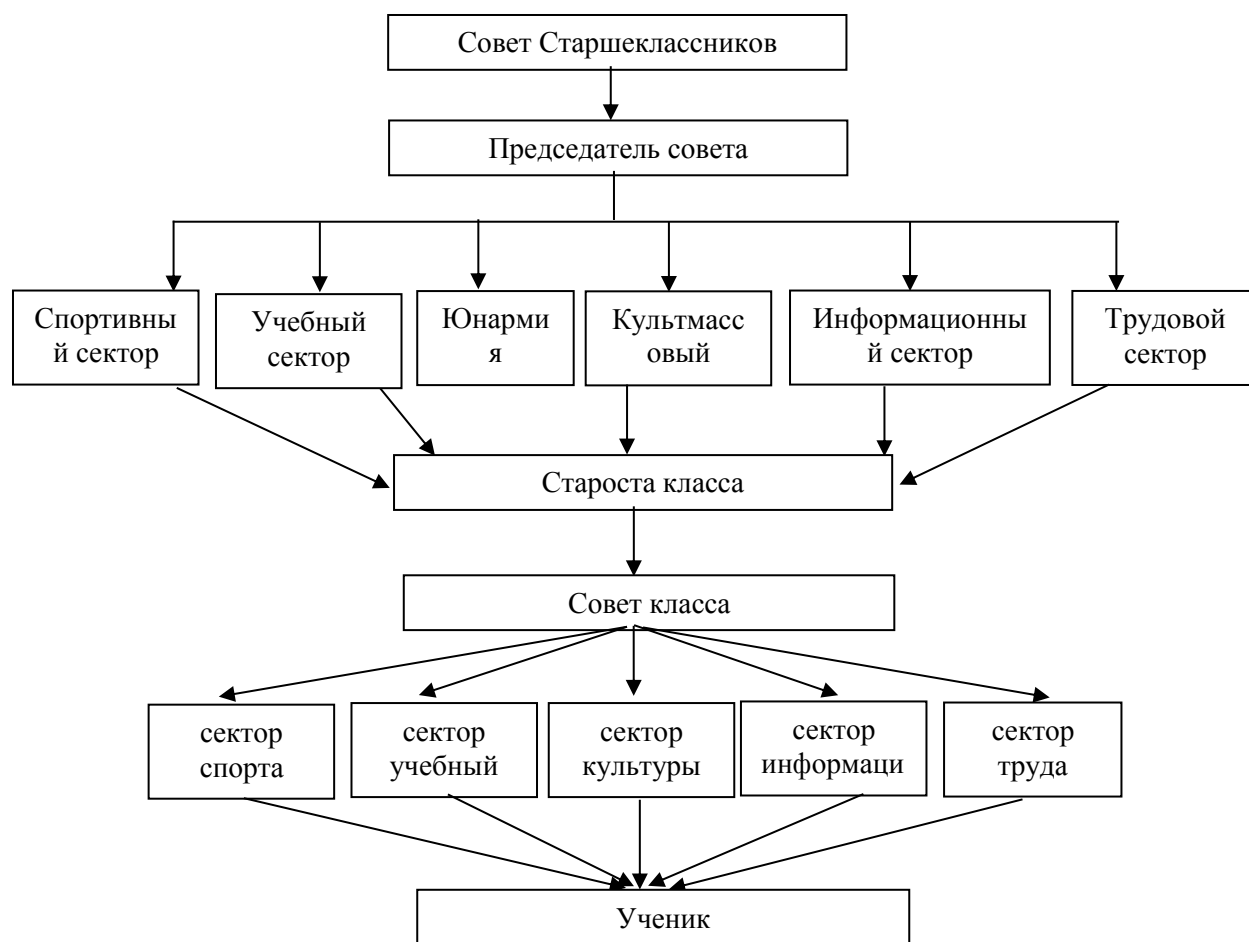 Совет Старшеклассников
Председатель совета
Спортивны
й сектор
Учебный
сектор
Юнарми
я
Культмасс
овый
Информационны
й сектор
Трудовой
сектор
Староста класса
Совет класса
сектор
спорта
сектор
учебный
сектор
культуры
сектор
информаци
сектор
труда
Ученик